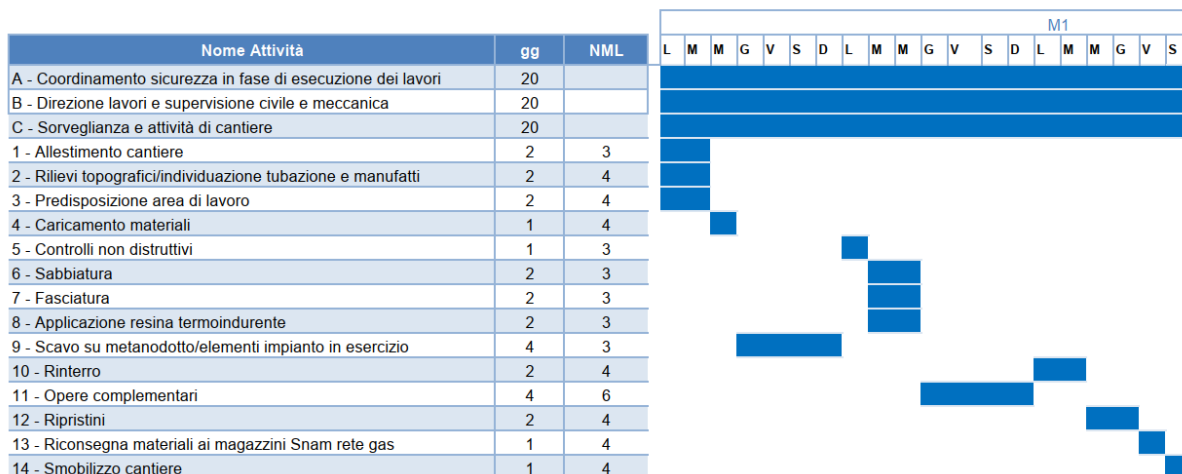 M1
Nome Attività gg NML L M M G V S D L M M G V S D L M M G V S
A - Coordinamento sicurezza in fase di esecuzione dei lavori 20
B - Direzione lavori e supervisione civile e meccanica 20
C - Sorveglianza e attività di cantiere 20
1 - Allestimento cantiere 2 3
2 - Rilievi topografici/individuazione tubazione e manufatti 2 4
3 - Predisposizione area di lavoro 2 4
4 - Caricamento materiali 1 4
5 - Controlli non distruttivi 1 3
6 - Sabbiatura 2 3
7 - Fasciatura 2 3
8 - Applicazione resina termoindurente 2 3
9 - Scavo su metanodotto/elementi impianto in esercizio 4 3
10 - Rinterro 2 4
11 - Opere complementari 4 6
12 - Ripristini 2 4
13 - Riconsegna materiali ai magazzini Snam rete gas 1 4
14 - Smobilizzo cantiere 1 4